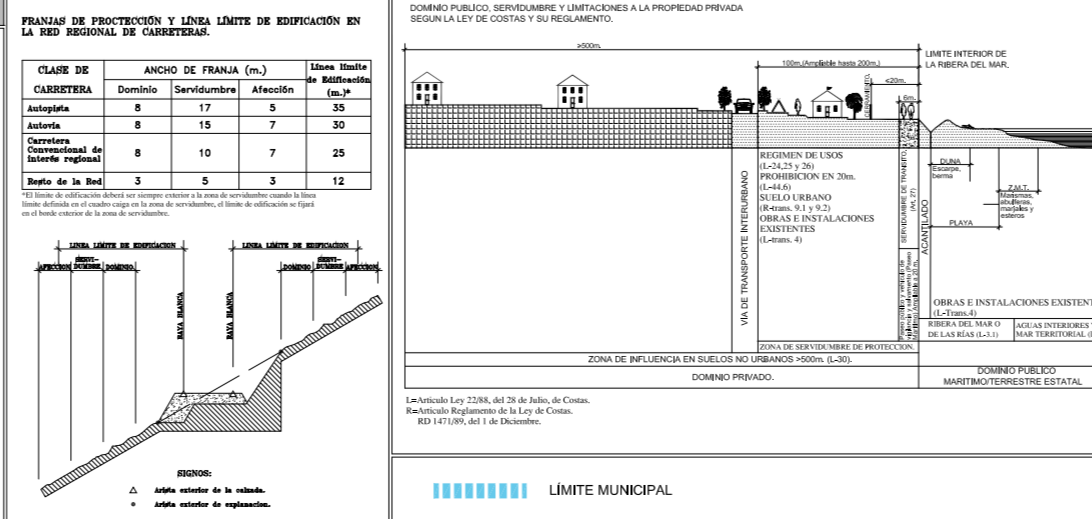 FRANJAS DE PROCTECCIÓN Y LÍNEA LÍMITE DE EDIFICACIÓN EN
LA RED REGIONAL DE CARRETERAS.
CLASE DE CARRETERA ANCHO DE FRANJA (m.) Línea límite de Edificación (m.)*
Dominio Servidumbre Afección
Autopista 8 17 5 35
Autovía 8 15 7 30
Carretera
Convencional de
interés regional 8 10 7 25
Resto de la Red 3 5 3 12
*El límite de edificación deberá ser siempre exterior a la zona de servidumbre cuando la línea
límite definida en el cuadro caiga en la zona de servidumbre, el límite de edificación se fijará
en el borde exterior de la zona de servidumbre.
LINEA LÍMITE DE EDIFICACION LINEA LÍMITE DE EDIFICACION
AFECCION SERVI-DUMBRE DOMINIO
DOMINIO SERVI-DUMBRE AFECCION
RAYA BLANCA
RAYA BLANCA
SIGNOS:
Arista exterior de la calzada.
Arista exterior de explanacion.
DOMINIO PUBLICO, SERVIDUMBRE Y LIMITACIONES A LA PROPIEDAD PRIVADA
SEGUN LA LEY DE COSTAS Y SU REGLAMENTO.
≥500m.
LIMITE INTERIOR DE
LA RIBERA DEL MAR.
100m.(Ampliable hasta 200m.)
<20m.
6m.
CERRAMIENTO
VÍA DE TRANSPORTE INTERURBANO
REGIMEN DE USOS
(L-24,25 y 26)
PROHIBICION EN 20m.
(L-44.6)
SUELO URBANO
(R-trans. 9.1 y 9.2)
OBRAS E INSTALACIONES
EXISTENTES
(L-trans. 4)
SERVIDUMBRE DE TRANSITO,
(Art. 27)
ACANTILADO
DUNA
Escarpe,
berma
Z.M.T.
Marismas,
abulferas,
marjales y
esteros
PLAYA
OBRAS E INSTALACIONES EXISTENT
(L-Trans.4)
RIBERA DEL MAR O
DE LAS RÍAS (L-3.1)
AGUAS INTERIORES
MAR TERRITORIAL
ZONA DE SERVIDUMBRE DE PROTECCION.
ZONA DE INFLUENCIA EN SUELOS NO URBANOS >500m. (L-30).
DOMINIO PRIVADO.
DOMINIO PUBLICO
MARITIMO/TERRESTRE ESTATAL
L=Articulo Ley 22/88, del 28 de Julio, de Costas.
R=Articulo Reglamento de la Ley de Costas.
RD 1471/89, del 1 de Diciembre.
LÍMITE MUNICIPAL